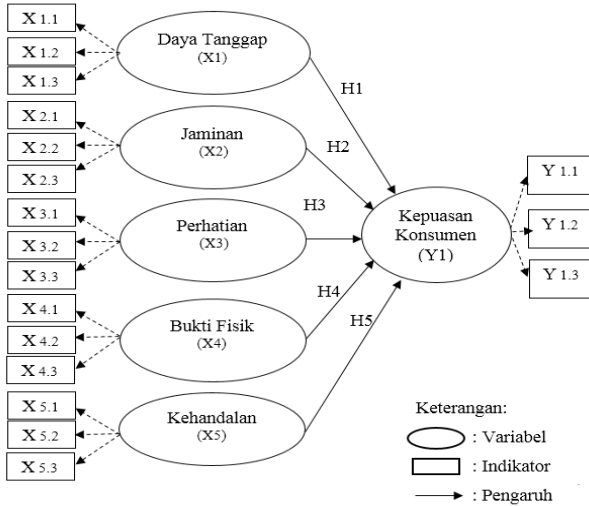 X 1.1
X 1.2
X 1.3
Daya Tanggap
(X1)
H1
X 2.1
X 2.2
X 2.3
Jaminan
(X2)
H2
X 3.1
X 3.2
X 3.3
Perhatian
(X3)
H3
X 4.1
X 4.2
X 4.3
Bukti Fisik
(X4)
H4
X 5.1
X 5.2
X 5.3
Kehandalan
(X5)
H5
Kepuasan
Konsumen
(Y1)
Y 1.1
Y 1.2
Y 1.3
Keterangan:
: Variabel
: Indikator
: Pengaruh